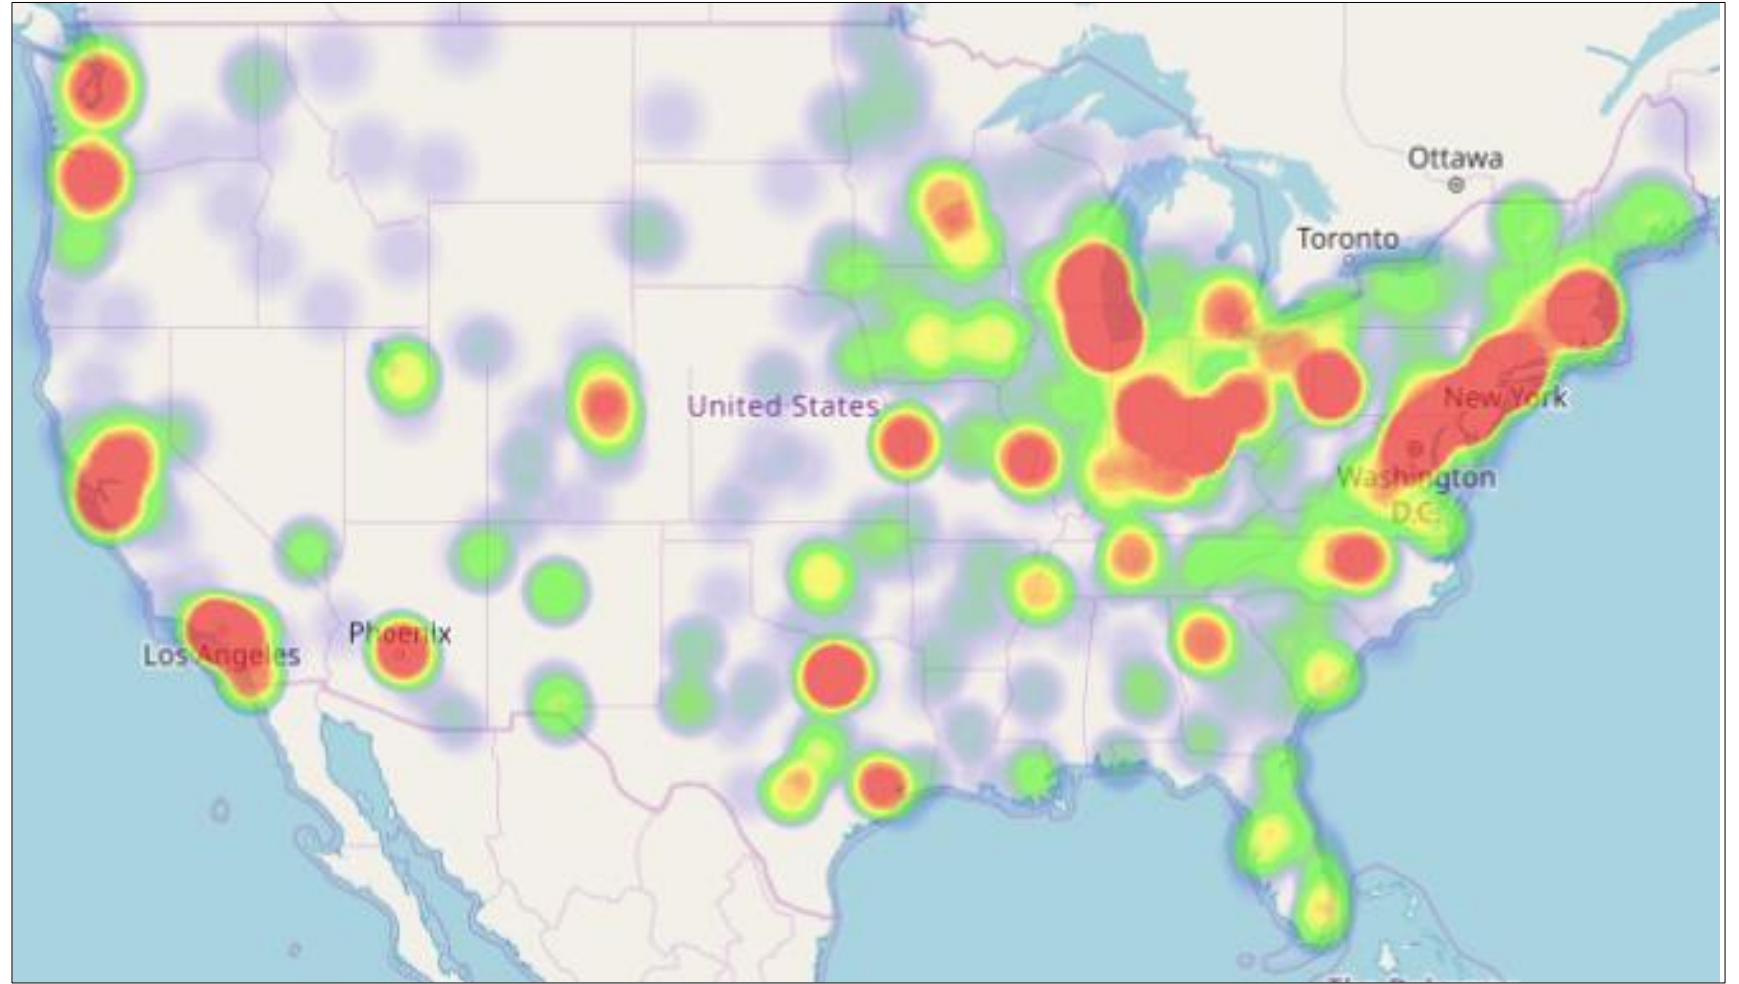 Ottawa
Toronto
United States
New York
Washington
D.C.
Phoenix
Los Angeles